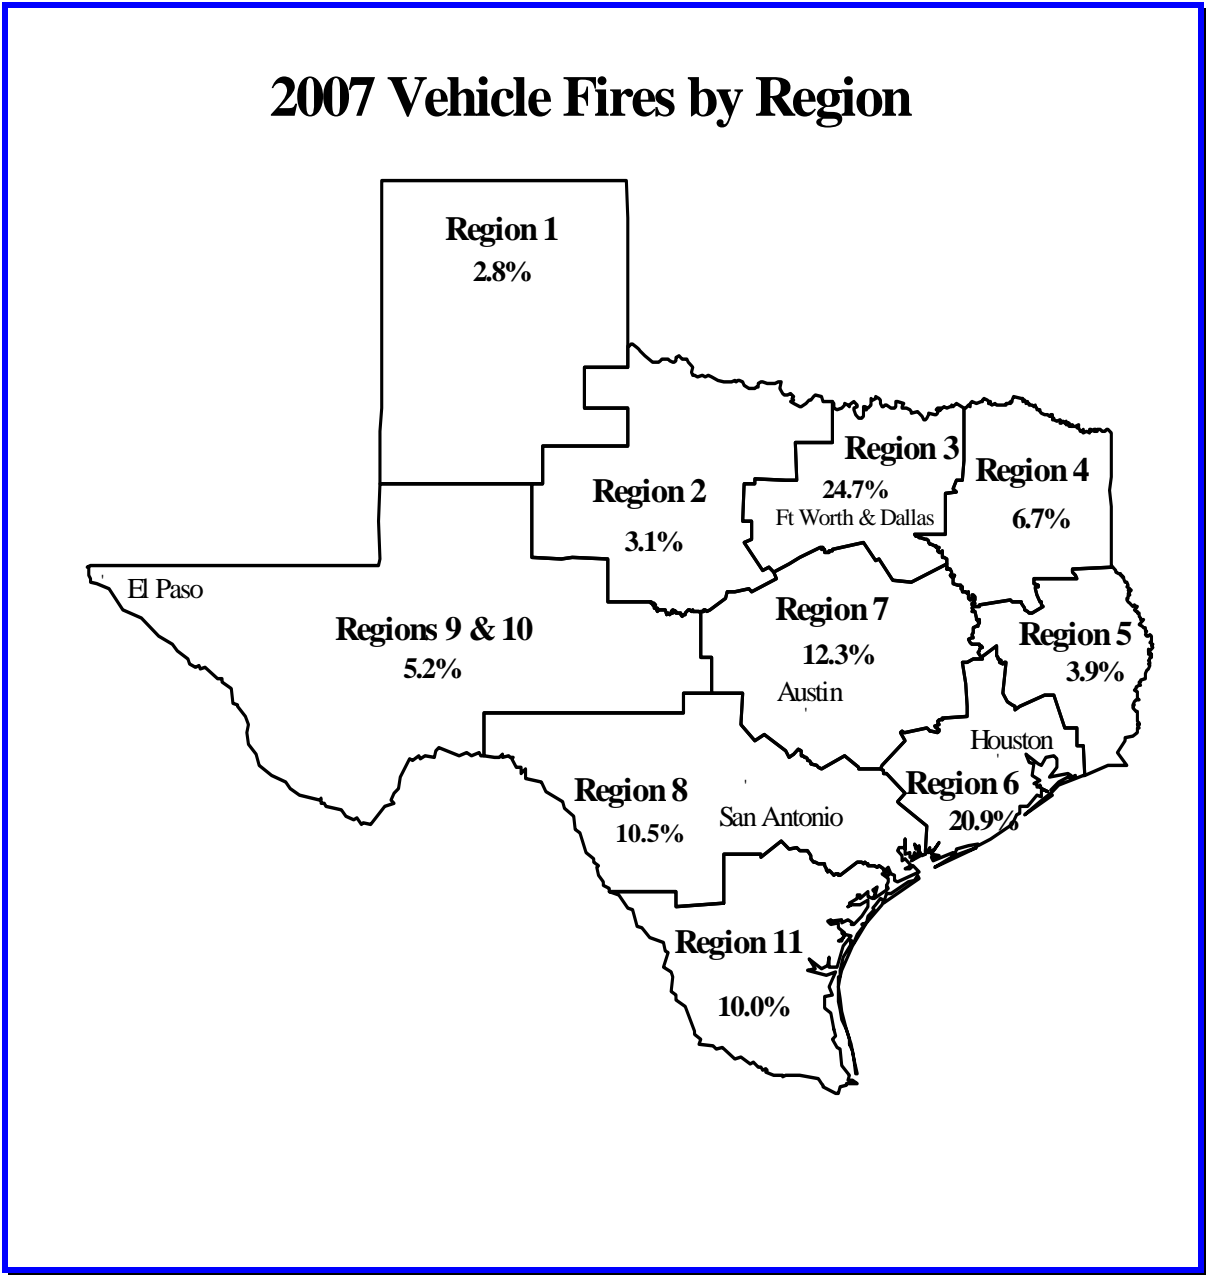 2007 Vehicle Fires by Region
Region 1
2.8%
Region 3
24.7%
Ft Worth & Dallas
Region 4
6.7%
Region 2
3.1%
El Paso
Regions 9 & 10
5.2%
Region 7
12.3%
Austin
Region 5
3.9%
Houston
Region 6
20.9%
Region 8
10.5%
San Antonio
Region 11
10.0%